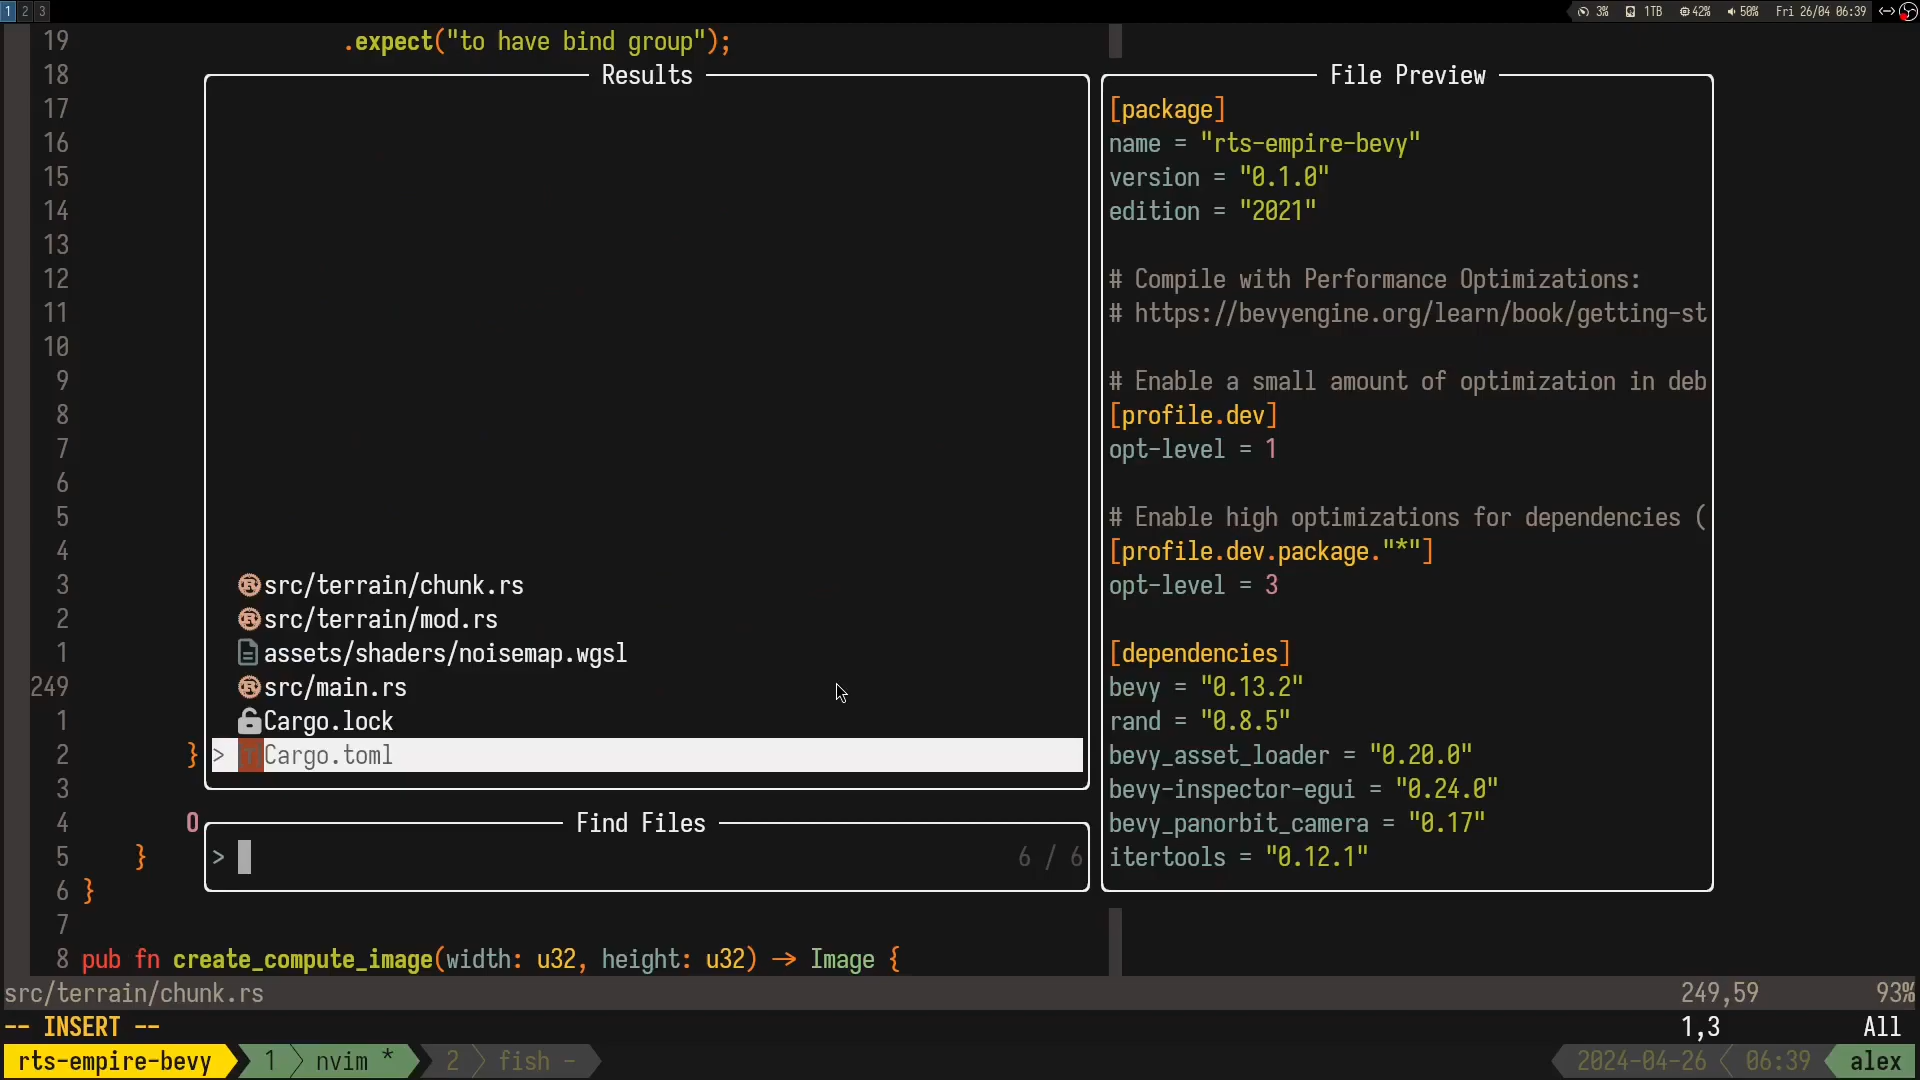 1 2 3
3% 1TB 42% 50% Fri 26/04 06:39
19 .expect("to have bind group");
18
17
16
15
14
13
12
11
10
9
8
7
6
5
4
3
2
1
249
1
2 }
3
4 O
5 }
6 }
7
8 pub fn create_compute_image(width: u32, height: u32) → Image {
Results
src/terrain/chunk.rs
src/terrain/mod.rs
assets/shaders/noisemap.wgsl
src/main.rs
Cargo.lock
> Cargo.toml
Find Files
> 6 / 6
File Preview
[package]
name = "rts-empire-bevy"
version = "0.1.0"
edition = "2021"
# Compile with Performance Optimizations:
# https://bevyengine.org/learn/book/getting-st
# Enable a small amount of optimization in deb
[profile.dev]
opt-level = 1
# Enable high optimizations for dependencies (
[profile.dev.package."*"]
opt-level = 3
[dependencies]
bevy = "0.13.2"
rand = "0.8.5"
bevy_asset_loader = "0.20.0"
bevy-inspector-egui = "0.24.0"
bevy_panorbit_camera = "0.17"
itertools = "0.12.1"
src/terrain/chunk.rs 249,59 93%
-- INSERT -- 1,3 All
rts-empire-bevy 1 nvim * 2 fish - 2024-04-26 06:39 alex